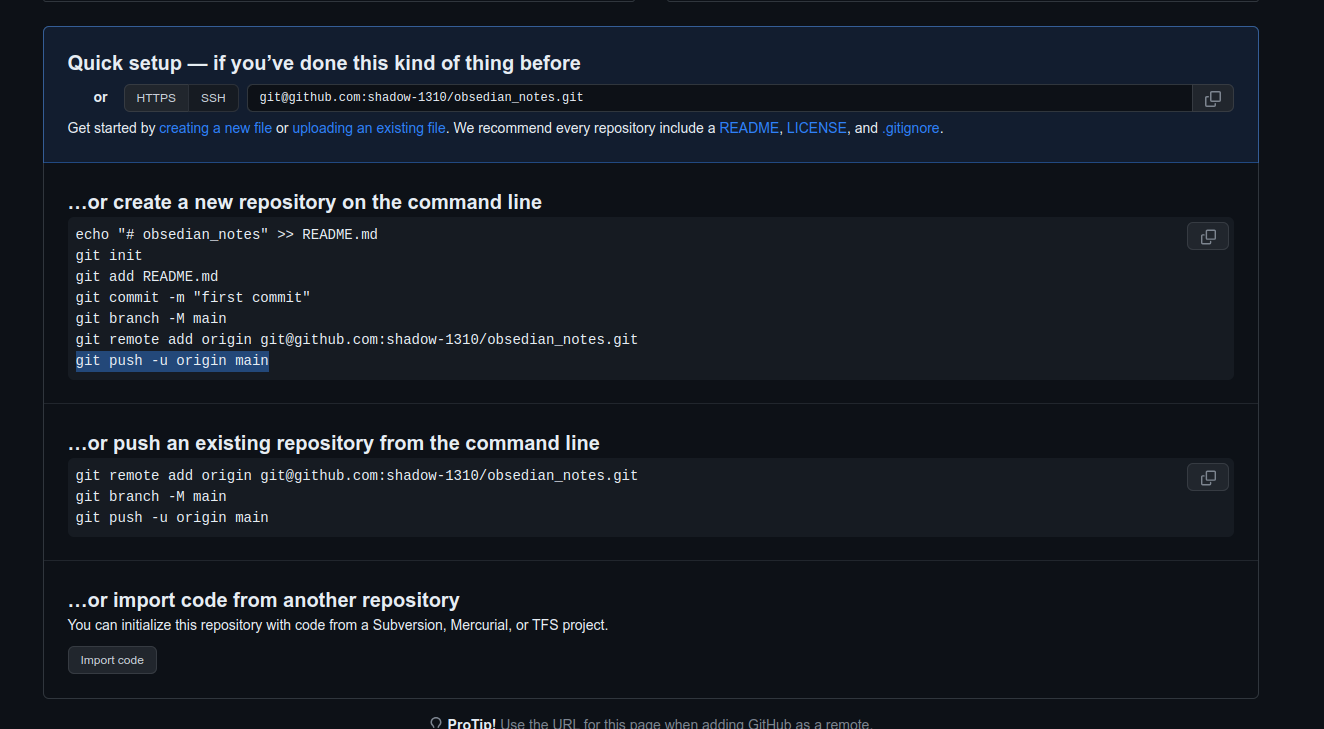 Quick setup — if you’ve done this kind of thing before
or HTTPS SSH git@github.com:shadow-1310/obsedian_notes.git
Get started by creating a new file or uploading an existing file. We recommend every repository include a README, LICENSE, and .gitignore.
…or create a new repository on the command line
echo "# obsedian_notes" >> README.md
git init
git add README.md
git commit -m "first commit"
git branch -M main
git remote add origin git@github.com:shadow-1310/obsedian_notes.git
git push -u origin main
…or push an existing repository from the command line
git remote add origin git@github.com:shadow-1310/obsedian_notes.git
git branch -M main
git push -u origin main
…or import code from another repository
You can initialize this repository with code from a Subversion, Mercurial, or TFS project.
Import code
ProTip! Use the URL for this page when adding GitHub as a remote.